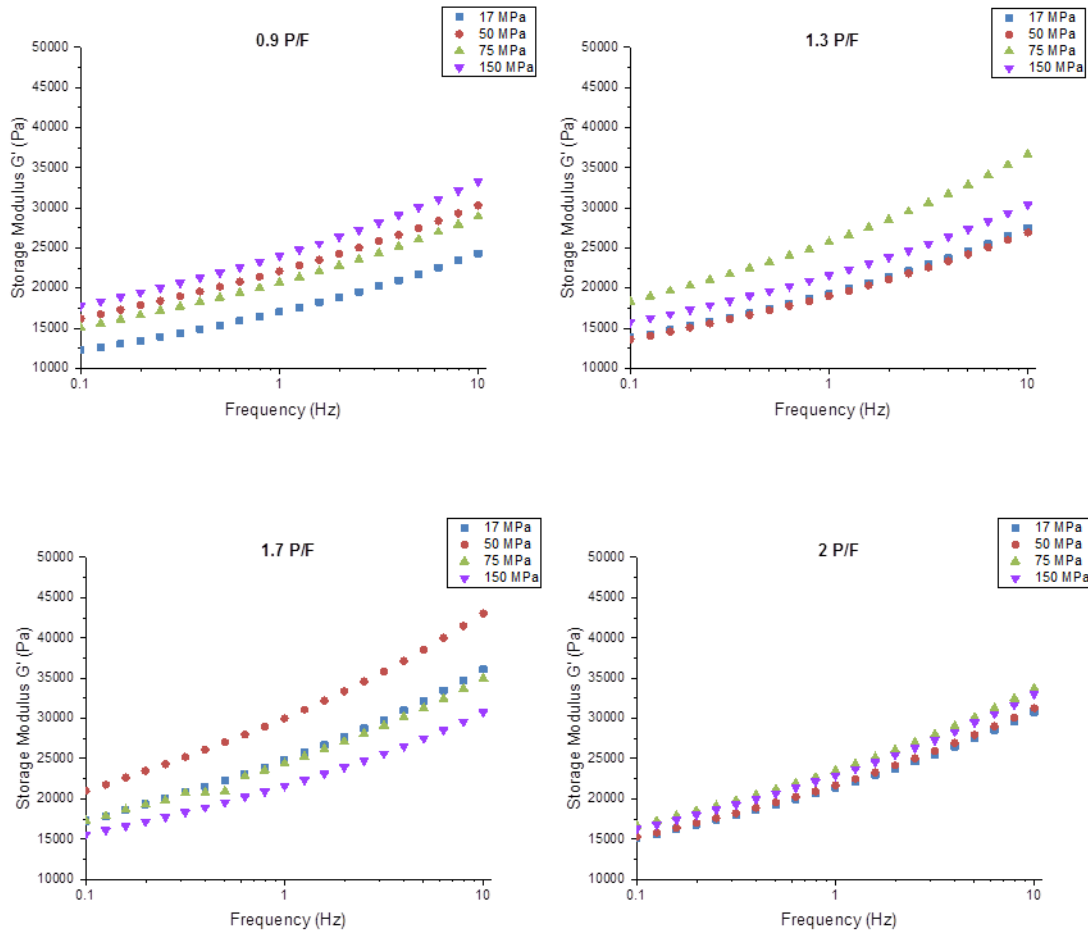 0.9 P/F
17 MPa
50 MPa
75 MPa
150 MPa
Storage Modulus G' (Pa)
50000
45000
40000
35000
30000
25000
20000
15000
10000
0.1
1
10
Frequency (Hz)
1.3 P/F
17 MPa
50 MPa
75 MPa
150 MPa
Storage Modulus G' (Pa)
50000
45000
40000
35000
30000
25000
20000
15000
10000
0.1
1
10
Frequency (Hz)
1.7 P/F
17 MPa
50 MPa
75 MPa
150 MPa
Storage Modulus G' (Pa)
50000
45000
40000
35000
30000
25000
20000
15000
10000
0.1
1
10
Frequency (Hz)
2 P/F
17 MPa
50 MPa
75 MPa
150 MPa
Storage Modulus G' (Pa)
50000
45000
40000
35000
30000
25000
20000
15000
10000
0.1
1
10
Frequency (Hz)